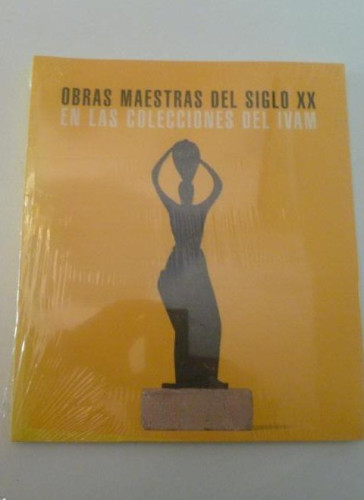 OBRAS MAESTRAS DEL SIGLO XX
EN LAS COLECCIONES DEL IVAM